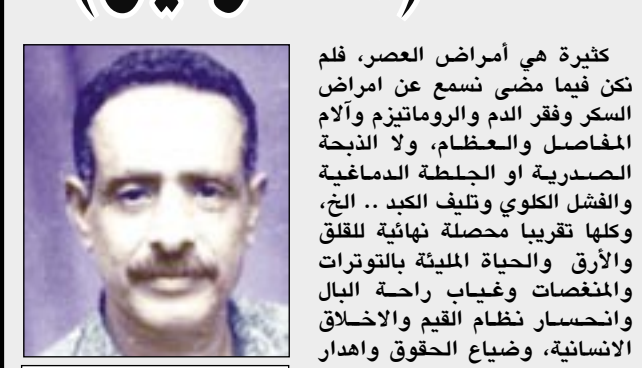 كثيرة هي أمراض العصر، فلم
نكن فيما مضى نسمع عن امراض
السكر وفقر الدم والروماتيزم وآلام
المفاصل والعظام، ولا الذبحة
الصدرية او الجلطة الدماغية
والفشل الكلوي وتليف الكبد .. الخ،
وكلها تقريبا محصلة نهائية للقلق
والأرق والحياة المليئة بالتوترات
والمنغصات وغياب راحة البال
وانحسار نظام القيم والاخلاق
الانسانية، وضياع الحقوق واهدار